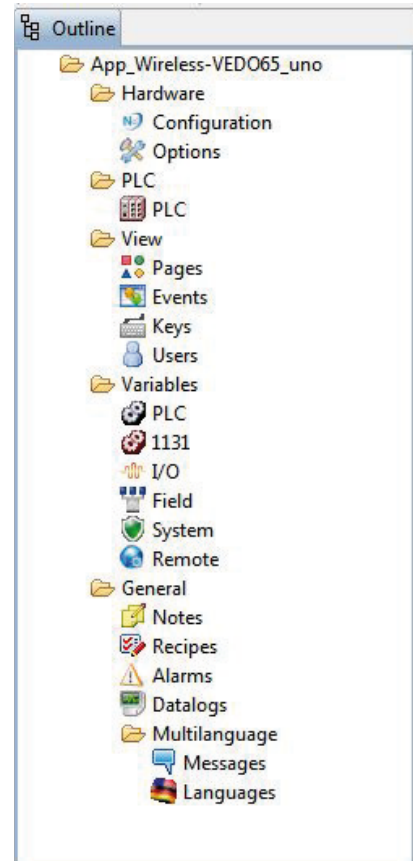 Outline
App_Wireless-VEDO65_uno
Hardware
Configuration
Options
PLC
PLC
View
Pages
Events
Keys
Users
Variables
PLC
1131
I/O
Field
System
Remote
General
Notes
Recipes
Alarms
Datalogs
Multilanguage
Messages
Languages